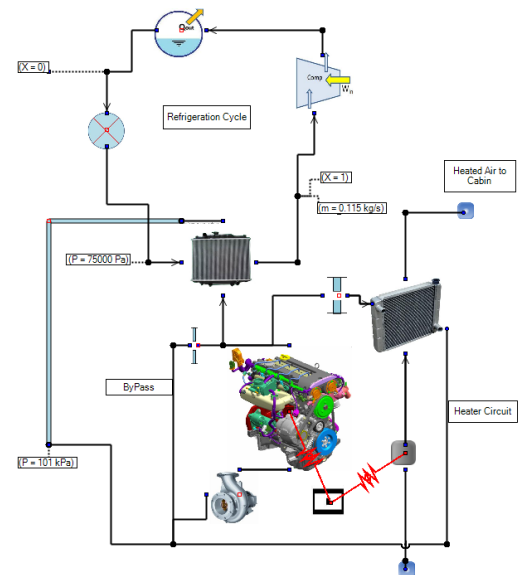 Qout
(X = 0)
Comp
Wn
Refrigeration Cycle
Heated Air to
Cabin
(X = 1)
(m = 0.115 kg/s)
(P = 75000 Pa)
ByPass
Heater Circuit
(P = 101 kPa)